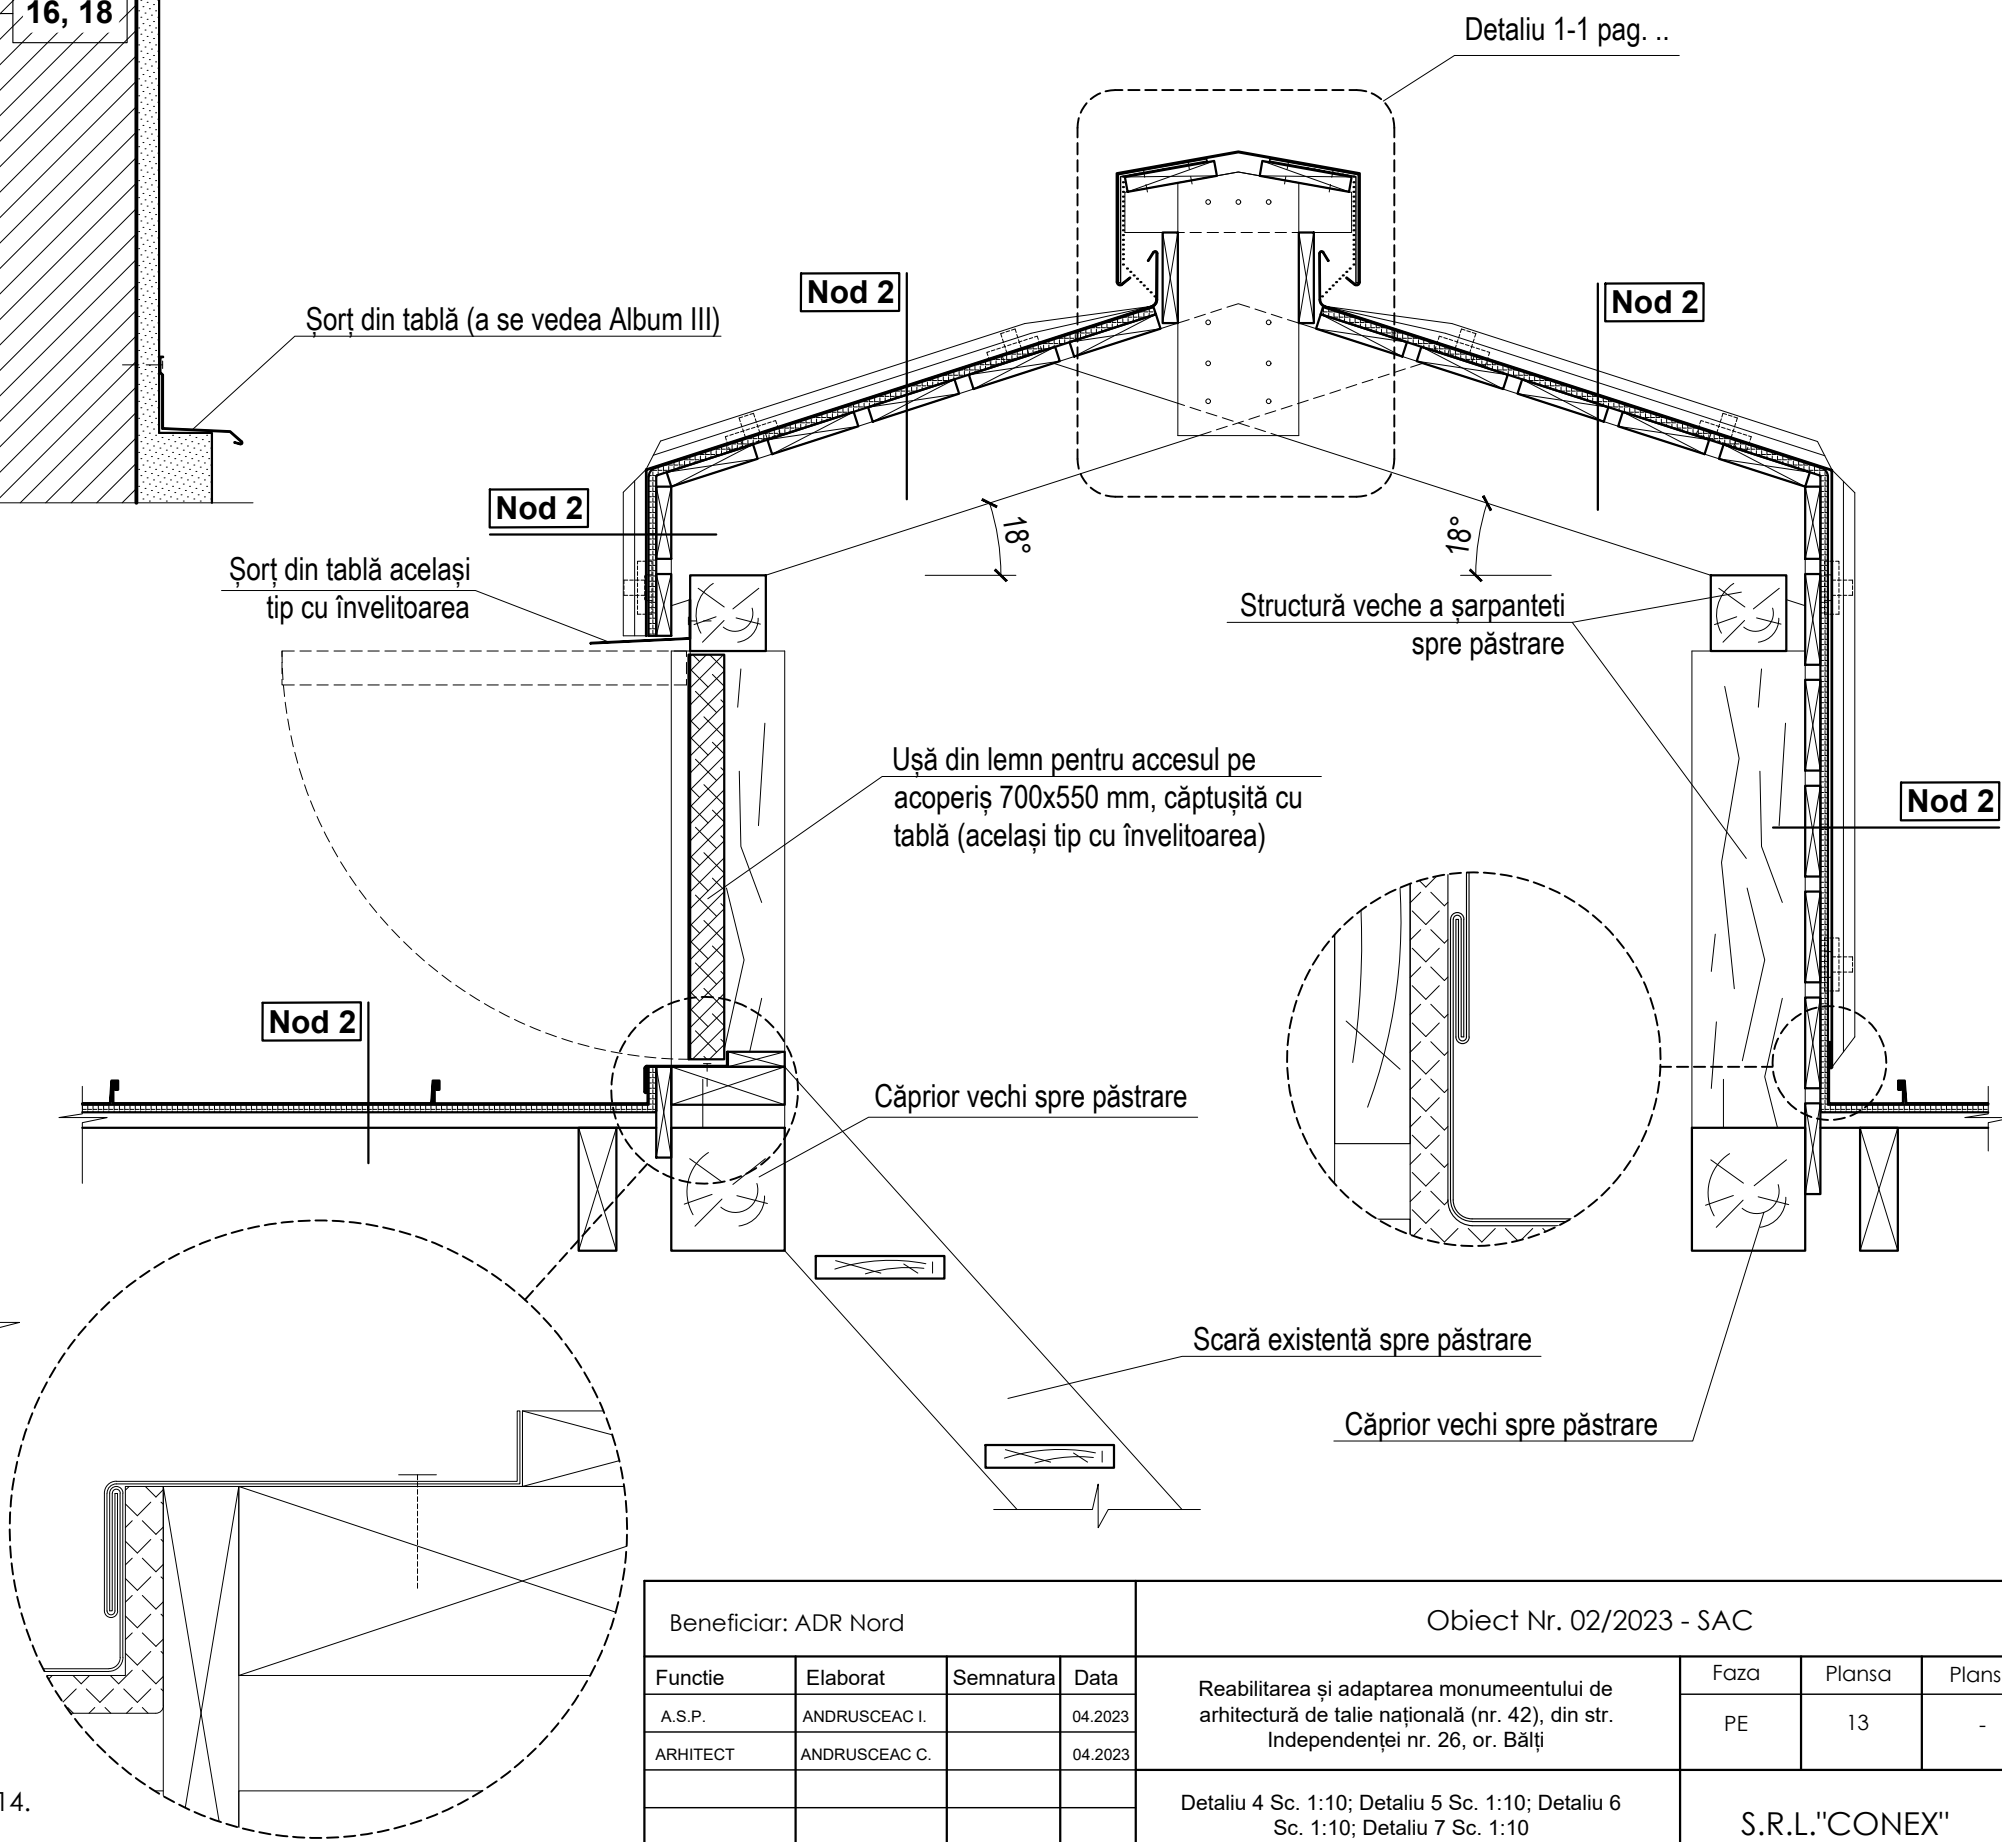 16, 18
Detaliu 1-1 pag. ..
Nod 2
Nod 2
Șorț din tablă (a se vedea Album III)
Nod 2
18°
18°
Șorț din tablă același
tip cu învelitoarea
Structură veche a șarpanteti
spre păstrare
Ușă din lemn pentru accesul pe
acoperiș 700x550 mm, căptușită cu
tablă (același tip cu învelitoarea)
Nod 2
Nod 2
Căprior vechi spre păstrare
Scară existentă spre păstrare
Căprior vechi spre păstrare
14.
Beneficiar: ADR Nord
Obiect Nr. 02/2023 - SAC
Functie Elaborat Semnatura Data
A.S.P. ANDRUSCEAC I. 04.2023
ARHITECT ANDRUSCEAC C. 04.2023
Reabilitarea și adaptarea monumeentului de
arhitectură de talie națională (nr. 42), din str.
Independenței nr. 26, or. Bălți
Faza Plansa Plans
PE 13 -
Detaliu 4 Sc. 1:10; Detaliu 5 Sc. 1:10; Detaliu 6
Sc. 1:10; Detaliu 7 Sc. 1:10
S.R.L."CONEX"